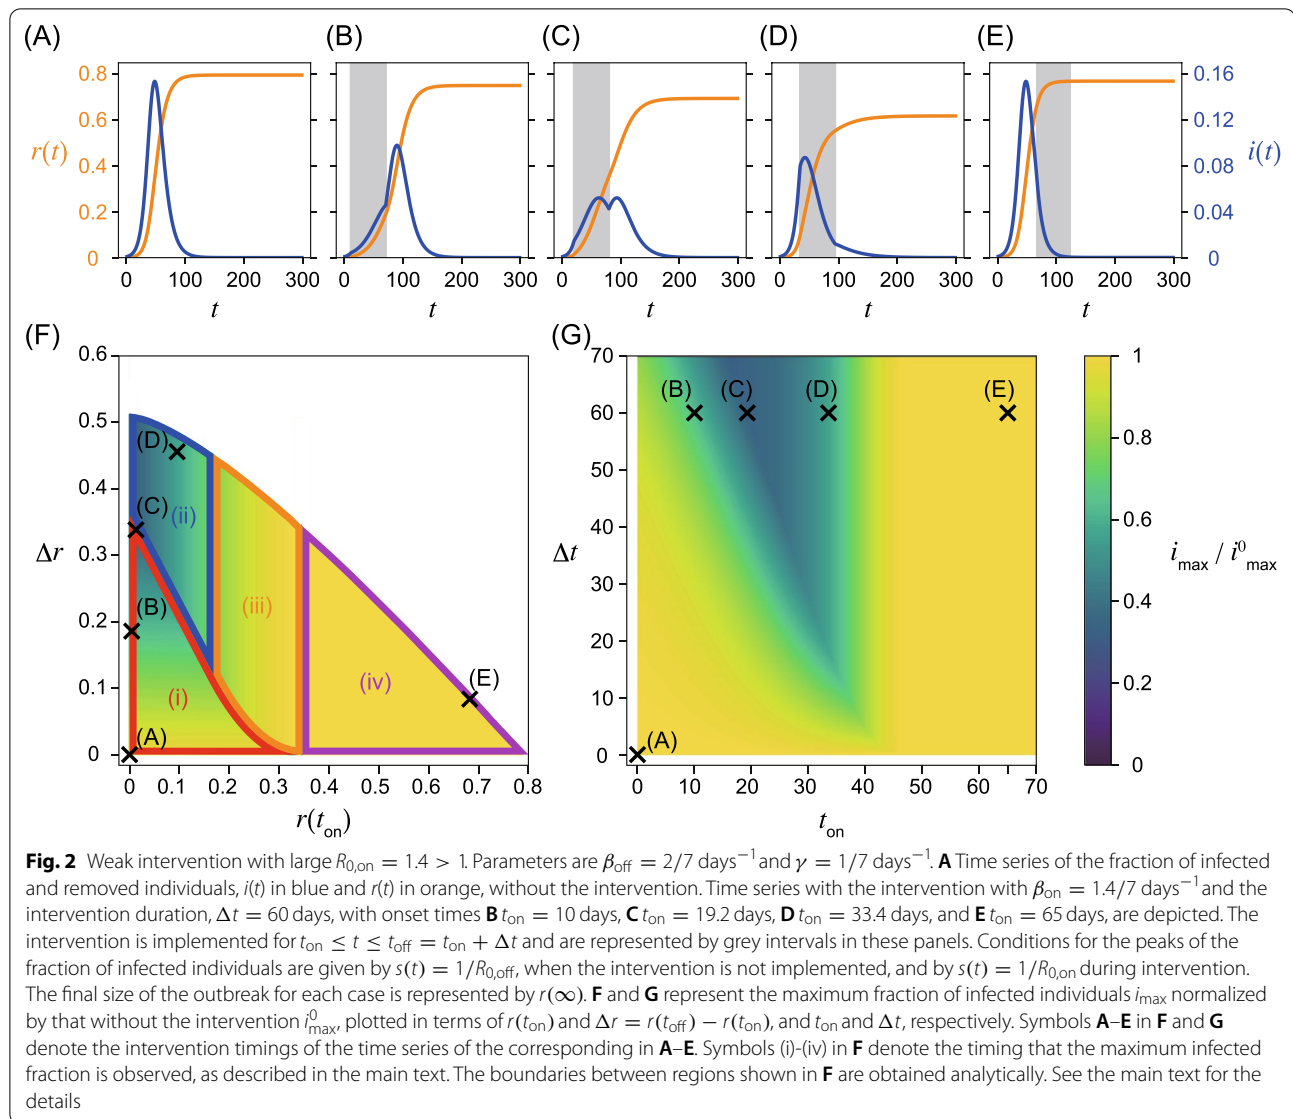 (A) (B) (C) (D) (E)
0.8 0.16
0.6 0.12
r(t) 0.4 0.08 i(t)
0.2 0.04
0 0
0 100 200 300 0 100 200 300 0 100 200 300 0 100 200 300 0 100 200 300
t t t t t
(F)
0.6
0.5
0.4
0.3
0.2
0.1
0
Δr
(D)
(C)
(ii)
(B)
(iii)
(i)
(iv)
(E)
(A)
0 0.1 0.2 0.3 0.4 0.5 0.6 0.7 0.8
r(t_on)
(G)
70
60
50
40
30
20
10
0
Δt
(B) (C) (D) (E)
(A)
0 10 20 30 40 50 60 70
t_on
1
0.8
0.6
0.4
0.2
0
i_max / i^0_max
Fig. 2 Weak intervention with large R_0,on = 1.4 > 1. Parameters are β_off = 2/7 days⁻¹ and γ = 1/7 days⁻¹. A Time series of the fraction of infected
and removed individuals, i(t) in blue and r(t) in orange, without the intervention. Time series with the intervention with β_on = 1.4/7 days⁻¹ and the
intervention duration, Δt = 60 days, with onset times B t_on = 10 days, C t_on = 19.2 days, D t_on = 33.4 days, and E t_on = 65 days, are depicted. The
intervention is implemented for t_on ≤ t ≤ t_off = t_on + Δt and are represented by grey intervals in these panels. Conditions for the peaks of the
fraction of infected individuals are given by s(t) = 1/R_0,off, when the intervention is not implemented, and by s(t) = 1/R_0,on during intervention.
The final size of the outbreak for each case is represented by r(∞). F and G represent the maximum fraction of infected individuals i_max normalized
by that without the intervention i^0_max, plotted in terms of r(t_on) and Δr = r(t_off) − r(t_on), and t_on and Δt, respectively. Symbols A–E in F and G
denote the intervention timings of the time series of the corresponding in A–E. Symbols (i)-(iv) in F denote the timing that the maximum infected
fraction is observed, as described in the main text. The boundaries between regions shown in F are obtained analytically. See the main text for the
details